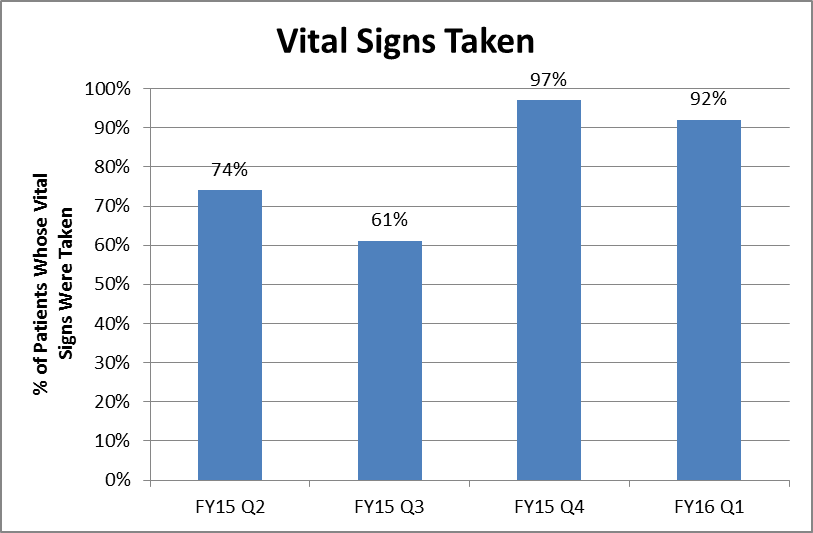 Vital Signs Taken
% of Patients Whose Vital
Signs Were Taken
100%
90%
80%
70%
60%
50%
40%
30%
20%
10%
0%
74%
61%
97%
92%
FY15 Q2
FY15 Q3
FY15 Q4
FY16 Q1